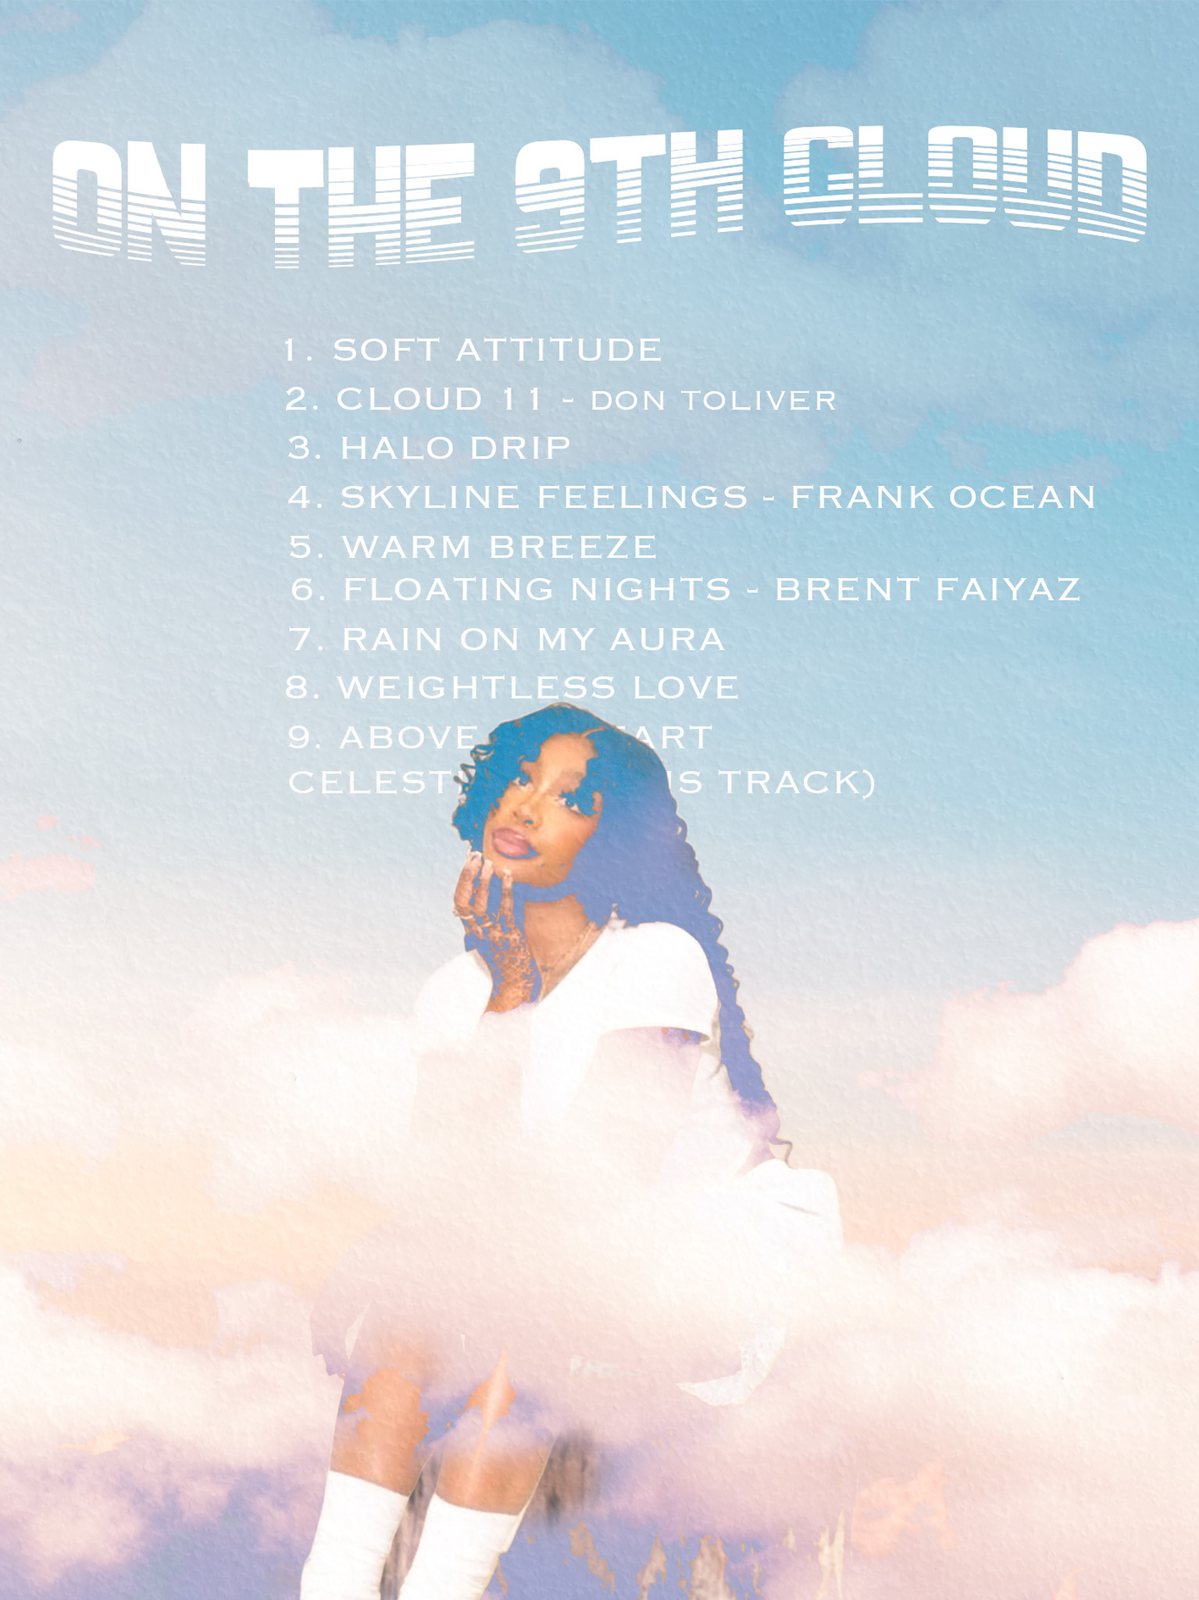 ON THE 9TH CLOUD
1. SOFT ATTITUDE
2. CLOUD 11 - DON TOLIVER
3. HALO DRIP
4. SKYLINE FEELINGS - FRANK OCEAN
5. WARM BREEZE
6. FLOATING NIGHTS - BRENT FAIYAZ
7. RAIN ON MY AURA
8. WEIGHTLESS LOVE
9. ABOVE
TRACK)